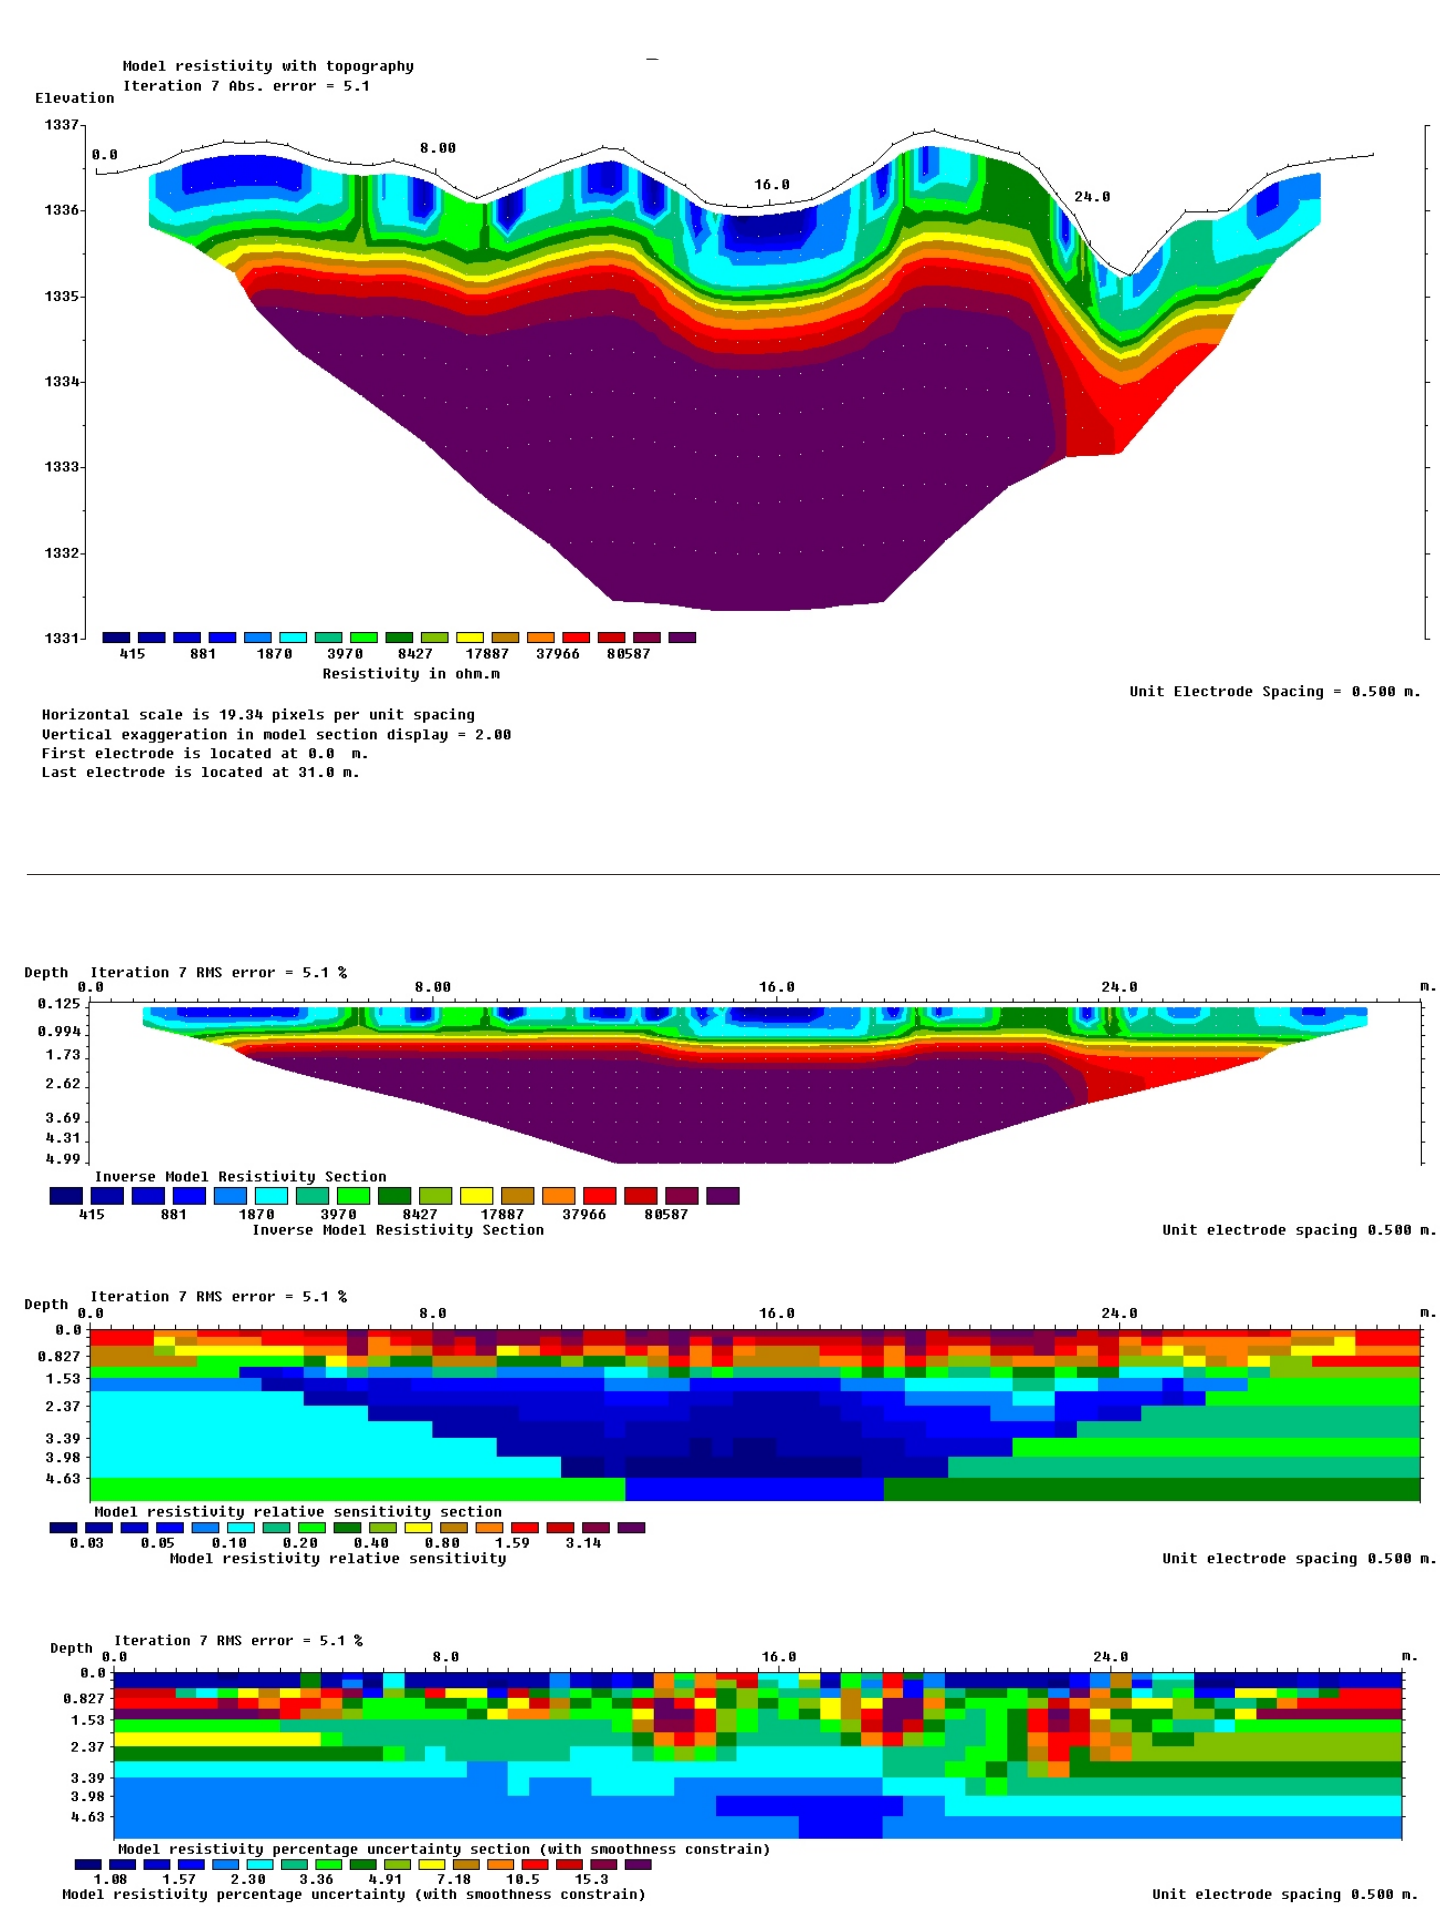 Model resistivity with topography
Iteration 7 Abs. error = 5.1
Elevation
1337
0.0
8.00
16.0
24.0
1336
1335
1334
1333
1332
1331
415 881 1870 3970 8427 17887 37966 80587
Resistivity in ohm.m
Unit Electrode Spacing = 0.500 m.
Horizontal scale is 19.34 pixels per unit spacing
Vertical exaggeration in model section display = 2.00
First electrode is located at 0.0 m.
Last electrode is located at 31.0 m.
Depth Iteration 7 RMS error = 5.1 %
0.0 8.00 16.0 24.0 m.
0.125
0.994
1.73
2.62
3.69
4.31
4.99
Inverse Model Resistivity Section
415 881 1870 3970 8427 17887 37966 80587
Inverse Model Resistivity Section
Unit electrode spacing 0.500 m.
Depth Iteration 7 RMS error = 5.1 %
0.0 8.0 16.0 24.0 m.
0.0
0.827
1.53
2.37
3.39
3.98
4.63
Model resistivity relative sensitivity section
0.03 0.05 0.10 0.20 0.40 0.80 1.59 3.14
Model resistivity relative sensitivity
Unit electrode spacing 0.500 m.
Depth Iteration 7 RMS error = 5.1 %
0.0 8.0 16.0 24.0 m.
0.0
0.827
1.53
2.37
3.39
3.98
4.63
Model resistivity percentage uncertainty section (with smoothness constrain)
1.08 1.57 2.30 3.36 4.91 7.18 10.5 15.3
Model resistivity percentage uncertainty (with smoothness constrain)
Unit electrode spacing 0.500 m.